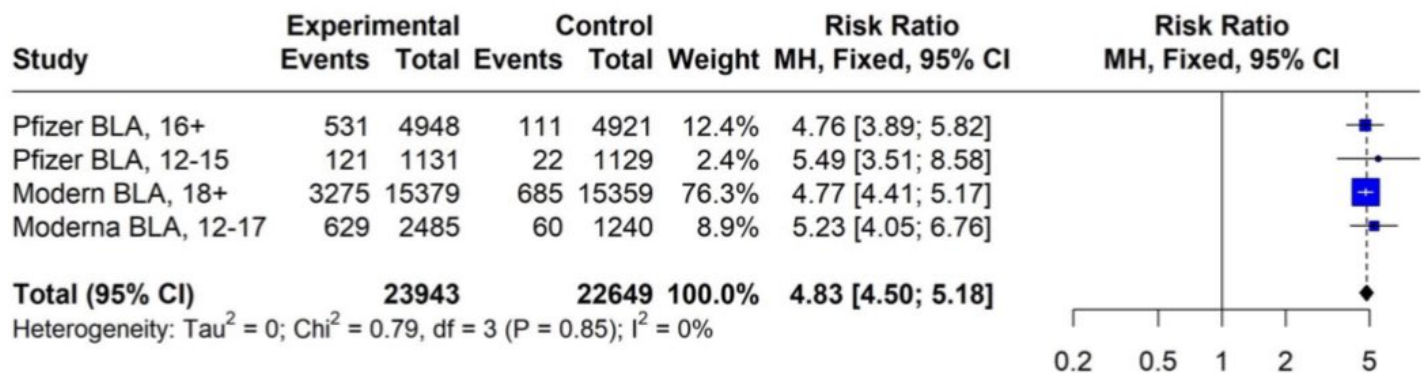 Experimental Control Risk Ratio Risk Ratio
Study Events Total Events Total Weight MH, Fixed, 95% CI MH, Fixed, 95% CI
Pfizer BLA, 16+ 531 4948 111 4921 12.4% 4.76 [3.89; 5.82]
Pfizer BLA, 12-15 121 1131 22 1129 2.4% 5.49 [3.51; 8.58]
Modern BLA, 18+ 3275 15379 685 15359 76.3% 4.77 [4.41; 5.17]
Moderna BLA, 12-17 629 2485 60 1240 8.9% 5.23 [4.05; 6.76]
Total (95% CI) 23943 22649 100.0% 4.83 [4.50; 5.18]
Heterogeneity: Tau² = 0; Chi² = 0.79, df = 3 (P = 0.85); I² = 0%
0.2 0.5 1 2 5